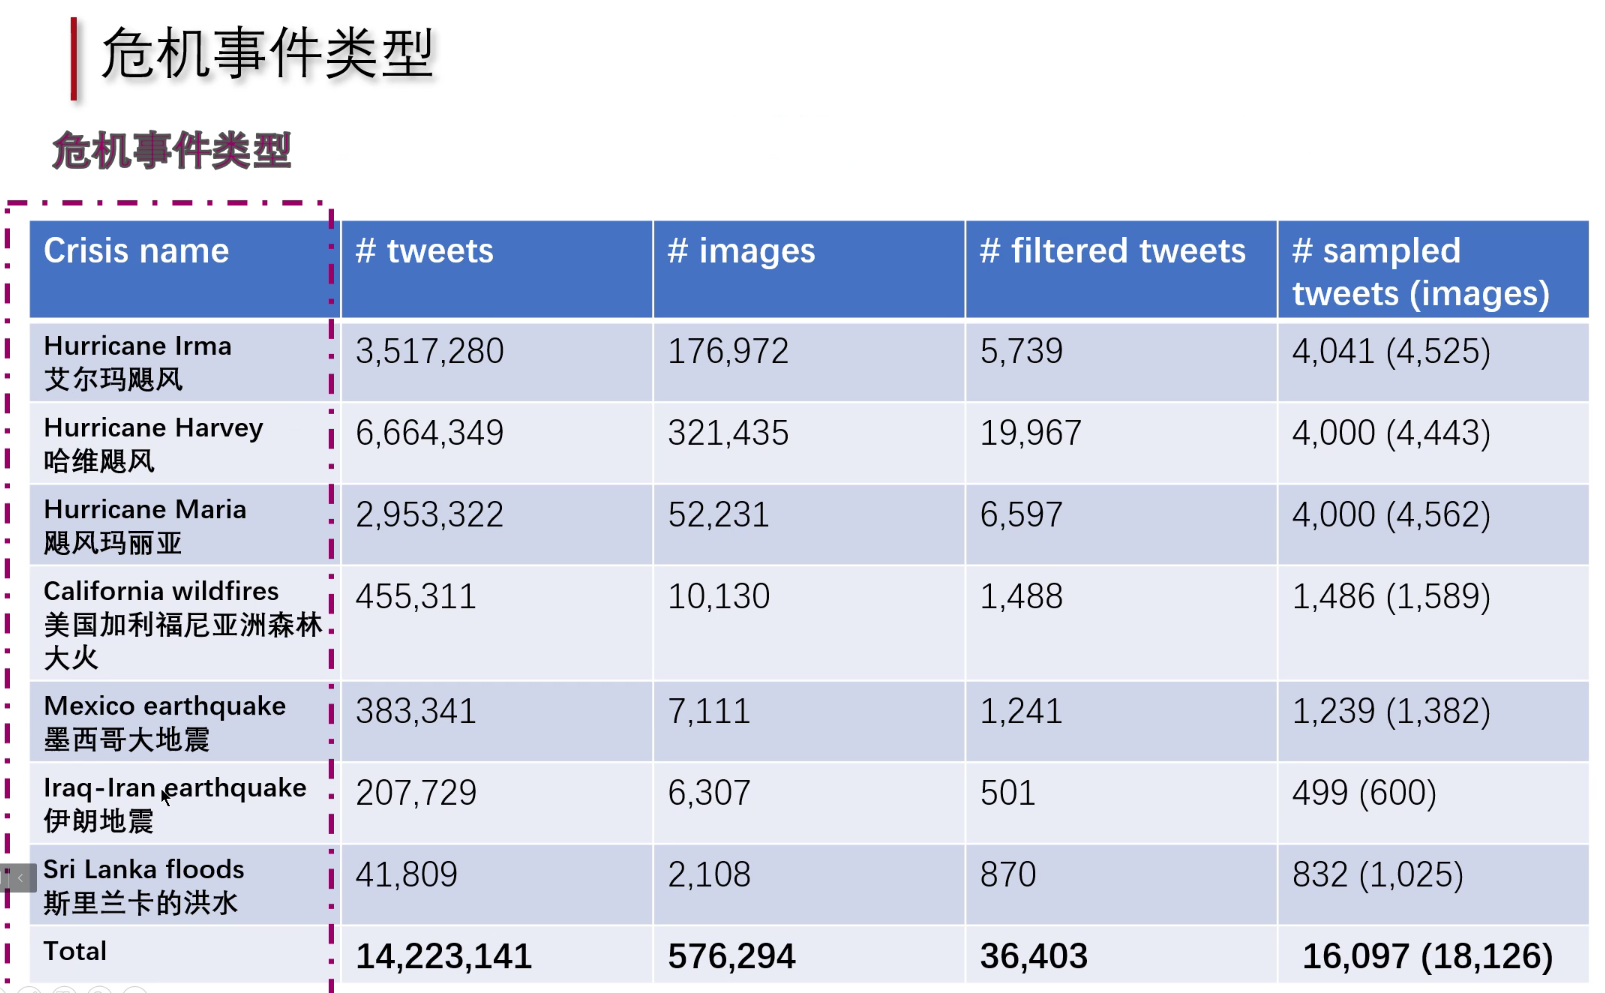 危机事件类型
危机事件类型
Crisis name # tweets # images # filtered tweets # sampled
tweets (images)
Hurricane Irma 3,517,280 176,972 5,739 4,041 (4,525)
艾尔玛飓风
Hurricane Harvey 6,664,349 321,435 19,967 4,000 (4,443)
哈维飓风
Hurricane Maria 2,953,322 52,231 6,597 4,000 (4,562)
飓风玛丽亚
California wildfires 455,311 10,130 1,488 1,486 (1,589)
美国加利福尼亚洲森林
大火
Mexico earthquake 383,341 7,111 1,241 1,239 (1,382)
墨西哥大地震
Iraq-Iran earthquake 207,729 6,307 501 499 (600)
伊朗地震
Sri Lanka floods 41,809 2,108 870 832 (1,025)
斯里兰卡的洪水
Total 14,223,141 576,294 36,403 16,097 (18,126)